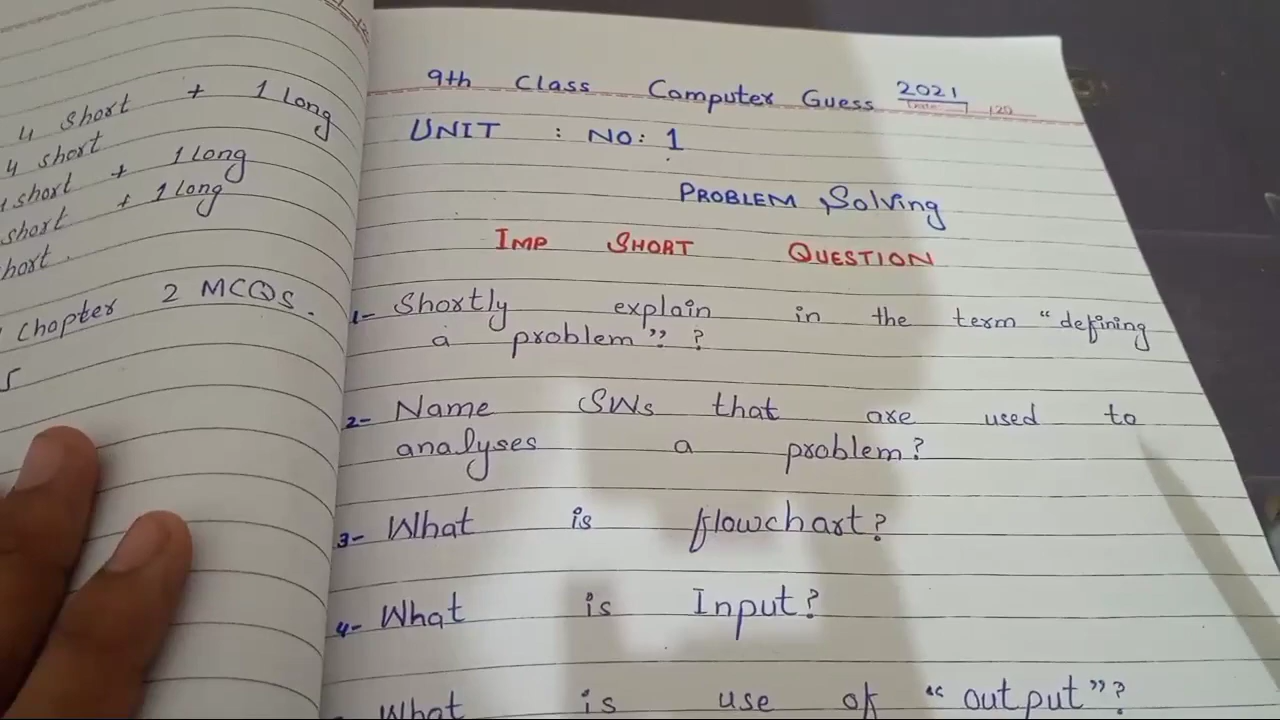 4 short + 1 Long
4 short
short + 1 Long
short + 1 Long
hort.
Chapter 2 MCQS.
9th Class Computer Guess 2021
Date: 120
UNIT : NO: 1
PROBLEM Solving
IMP SHORT QUESTION
1- Shortly explain in the term "defining
a problem"?
2- Name SWs that are used to
analyses a problem?
3- What is flowchart?
4- What is Input?
What is use of "output"?